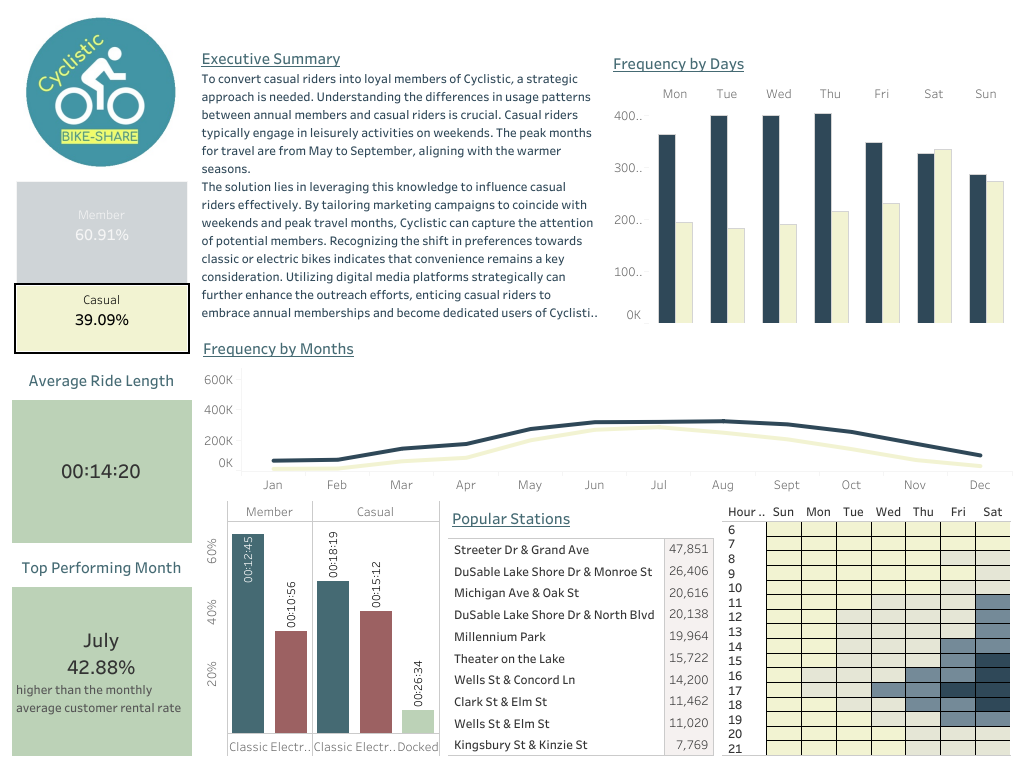 Cyclistic
BIKE-SHARE
Member
60.91%
Casual
39.09%
Average Ride Length
00:14:20
Top Performing Month
July
42.88%
higher than the monthly
average customer rental rate
Executive Summary
To convert casual riders into loyal members of Cyclistic, a strategic
approach is needed. Understanding the differences in usage patterns
between annual members and casual riders is crucial. Casual riders
typically engage in leisurely activities on weekends. The peak months
for travel are from May to September, aligning with the warmer
seasons.
The solution lies in leveraging this knowledge to influence casual
riders effectively. By tailoring marketing campaigns to coincide with
weekends and peak travel months, Cyclistic can capture the attention
of potential members. Recognizing the shift in preferences towards
classic or electric bikes indicates that convenience remains a key
consideration. Utilizing digital media platforms strategically can
further enhance the outreach efforts, enticing casual riders to
embrace annual memberships and become dedicated users of Cyclisti..
Frequency by Days
Mon Tue Wed Thu Fri Sat Sun
400..
300..
200..
100..
0K
Frequency by Months
600K
400K
200K
0K
Jan Feb Mar Apr May Jun Jul Aug Sept Oct Nov Dec
Member Casual
60%
40%
20%
00:12:45
00:10:56
00:18:19
00:15:12
00:26:34
Classic Electr.. Classic Electr.. Docked
Popular Stations
Streeter Dr & Grand Ave 47,851
DuSable Lake Shore Dr & Monroe St 26,406
Michigan Ave & Oak St 20,616
DuSable Lake Shore Dr & North Blvd 20,138
Millennium Park 19,964
Theater on the Lake 15,722
Wells St & Concord Ln 14,200
Clark St & Elm St 11,462
Wells St & Elm St 11,020
Kingsbury St & Kinzie St 7,769
Hour .. Sun Mon Tue Wed Thu Fri Sat
6
7
8
9
10
11
12
13
14
15
16
17
18
19
20
21